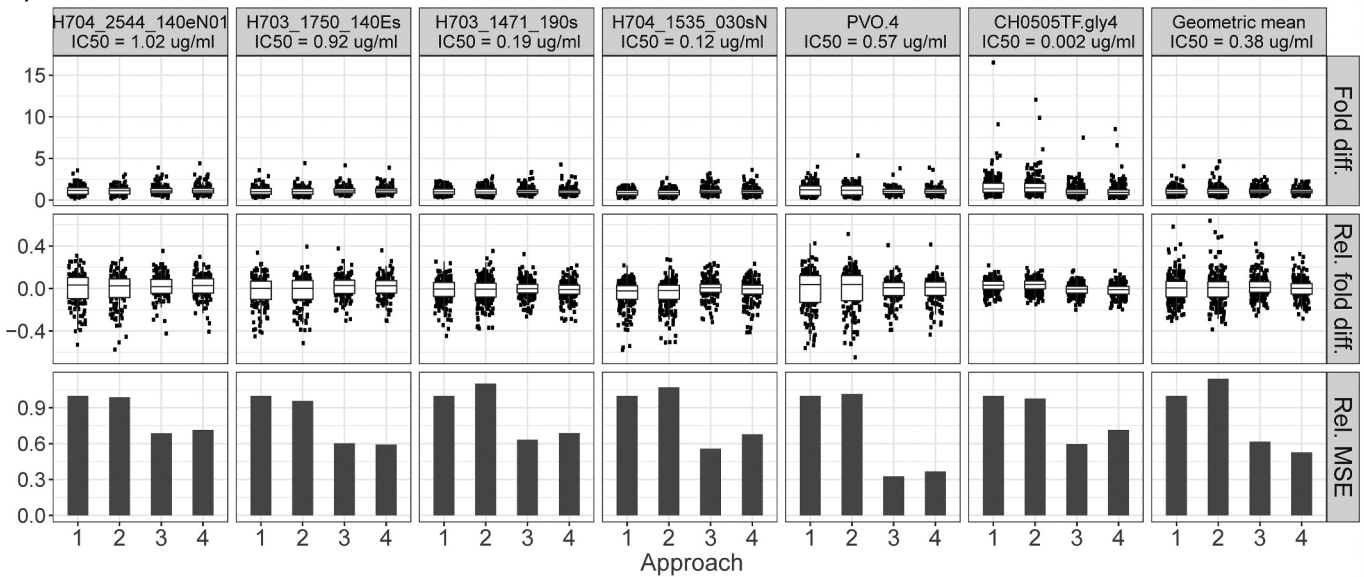 H704_2544_140eN01
IC50 = 1.02 ug/ml
H703_1750_140Es
IC50 = 0.92 ug/ml
H703_1471_190s
IC50 = 0.19 ug/ml
H704_1535_030sN
IC50 = 0.12 ug/ml
PVO.4
IC50 = 0.57 ug/ml
CH0505TF.gly4
IC50 = 0.002 ug/ml
Geometric mean
IC50 = 0.38 ug/ml
15
10
5
0
Fold diff.
0.4
0.0
−0.4
Rel. fold diff.
0.9
0.6
0.3
0.0
Rel. MSE
1 2 3 4 1 2 3 4 1 2 3 4 1 2 3 4 1 2 3 4 1 2 3 4 1 2 3 4
Approach